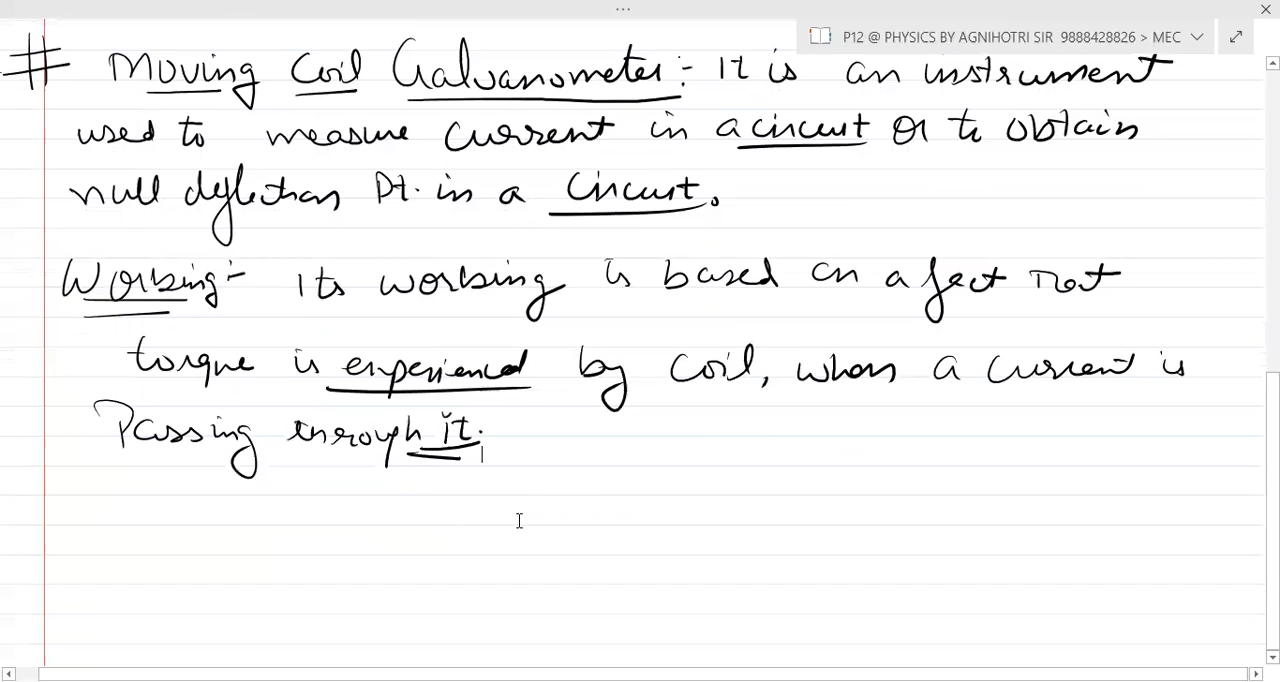 P12 @ PHYSICS BY AGNIHOTRI SIR 9888428826 > MEC
# Moving Coil Galvanometer :- It is an instrument
used to measure current in a circuit or to obtain
null deflection Pt. in a circuit.
Working :- Its working is based on a fact that
torque is experienced by coil, when a current is
Passing through it.